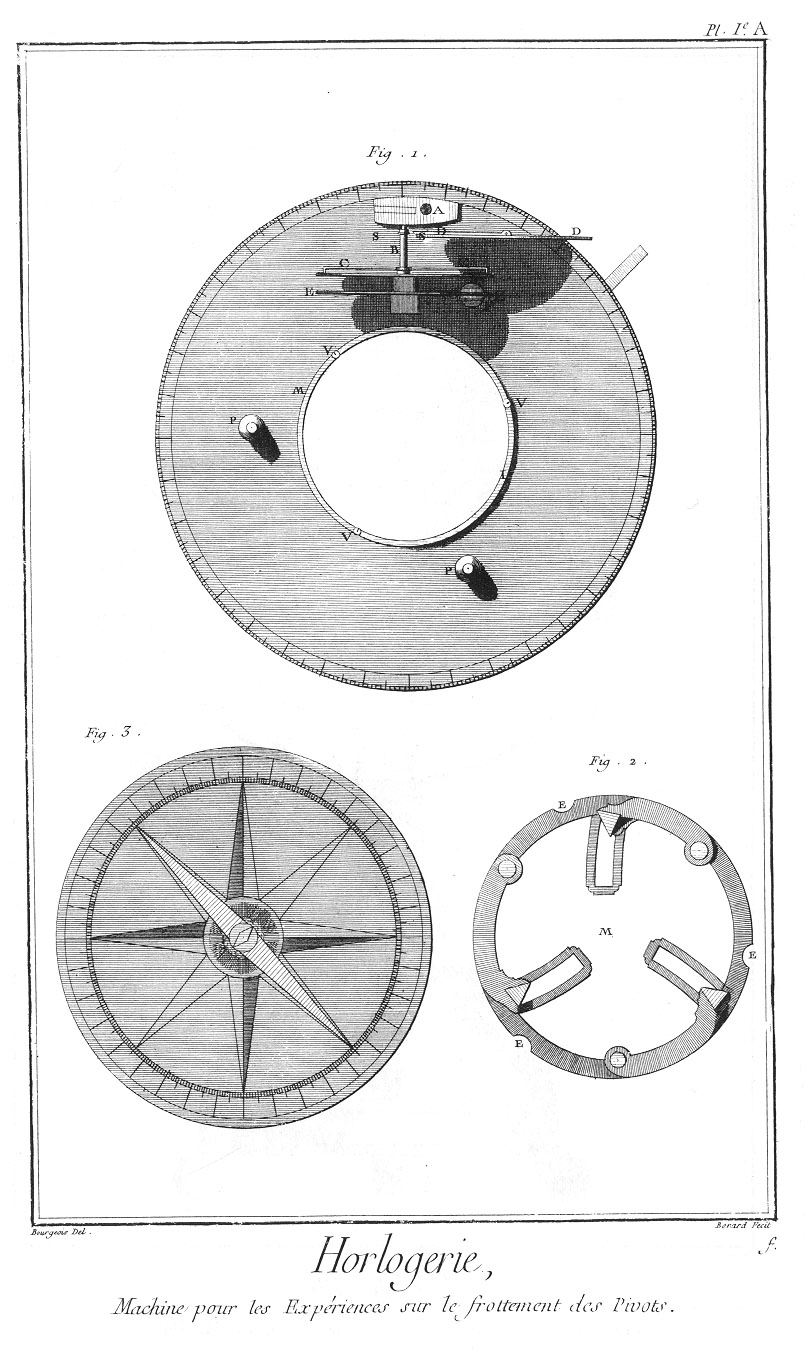 Pl. I.e A
Fig. 1.
A
S S D D
B
C
E
V
M
V
P
I
V
P
Fig. 3.
Fig. 2.
E
M
E
E
Bourgeois Del.
Benard Fecit
Horlogerie,
f.
Machine pour les Expériences sur le frottement des Pivots.